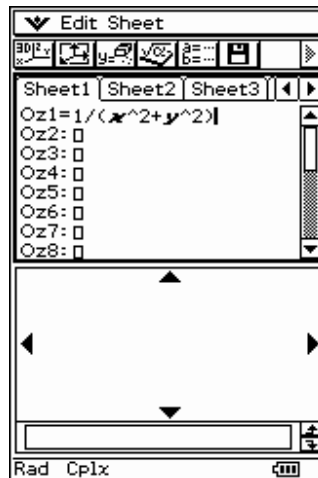 Edit Sheet
Sheet1 Sheet2 Sheet3
Oz1=1/(x^2+y^2)
Oz2:
Oz3:
Oz4:
Oz5:
Oz6:
Oz7:
Oz8:
Rad Cplx